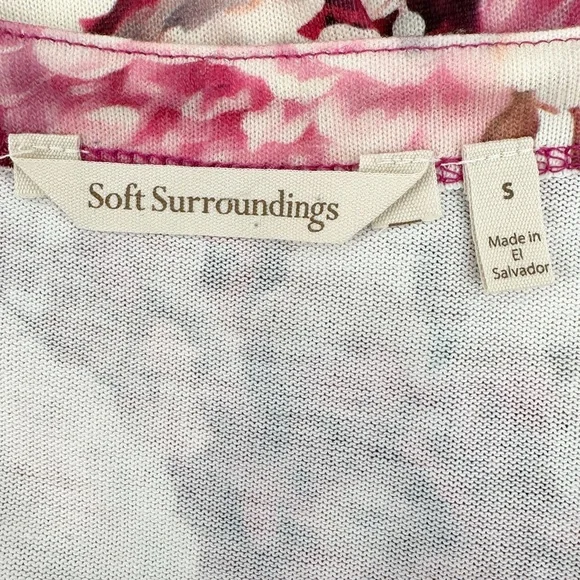 Soft Surroundings
S
Made in
El
Salvador